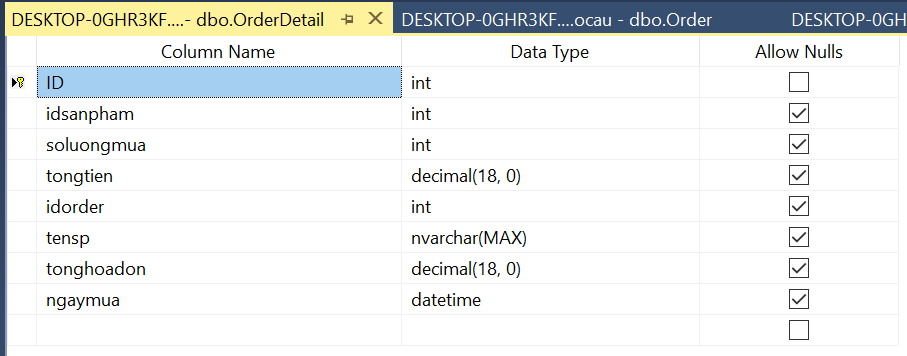 DESKTOP-0GHR3KF....- dbo.OrderDetail DESKTOP-0GHR3KF....ocau - dbo.Order DESKTOP-0GH
Column Name Data Type Allow Nulls
ID int
idsanpham int
soluongmua int
tongtien decimal(18, 0)
idorder int
tensp nvarchar(MAX)
tonghoadon decimal(18, 0)
ngaymua datetime